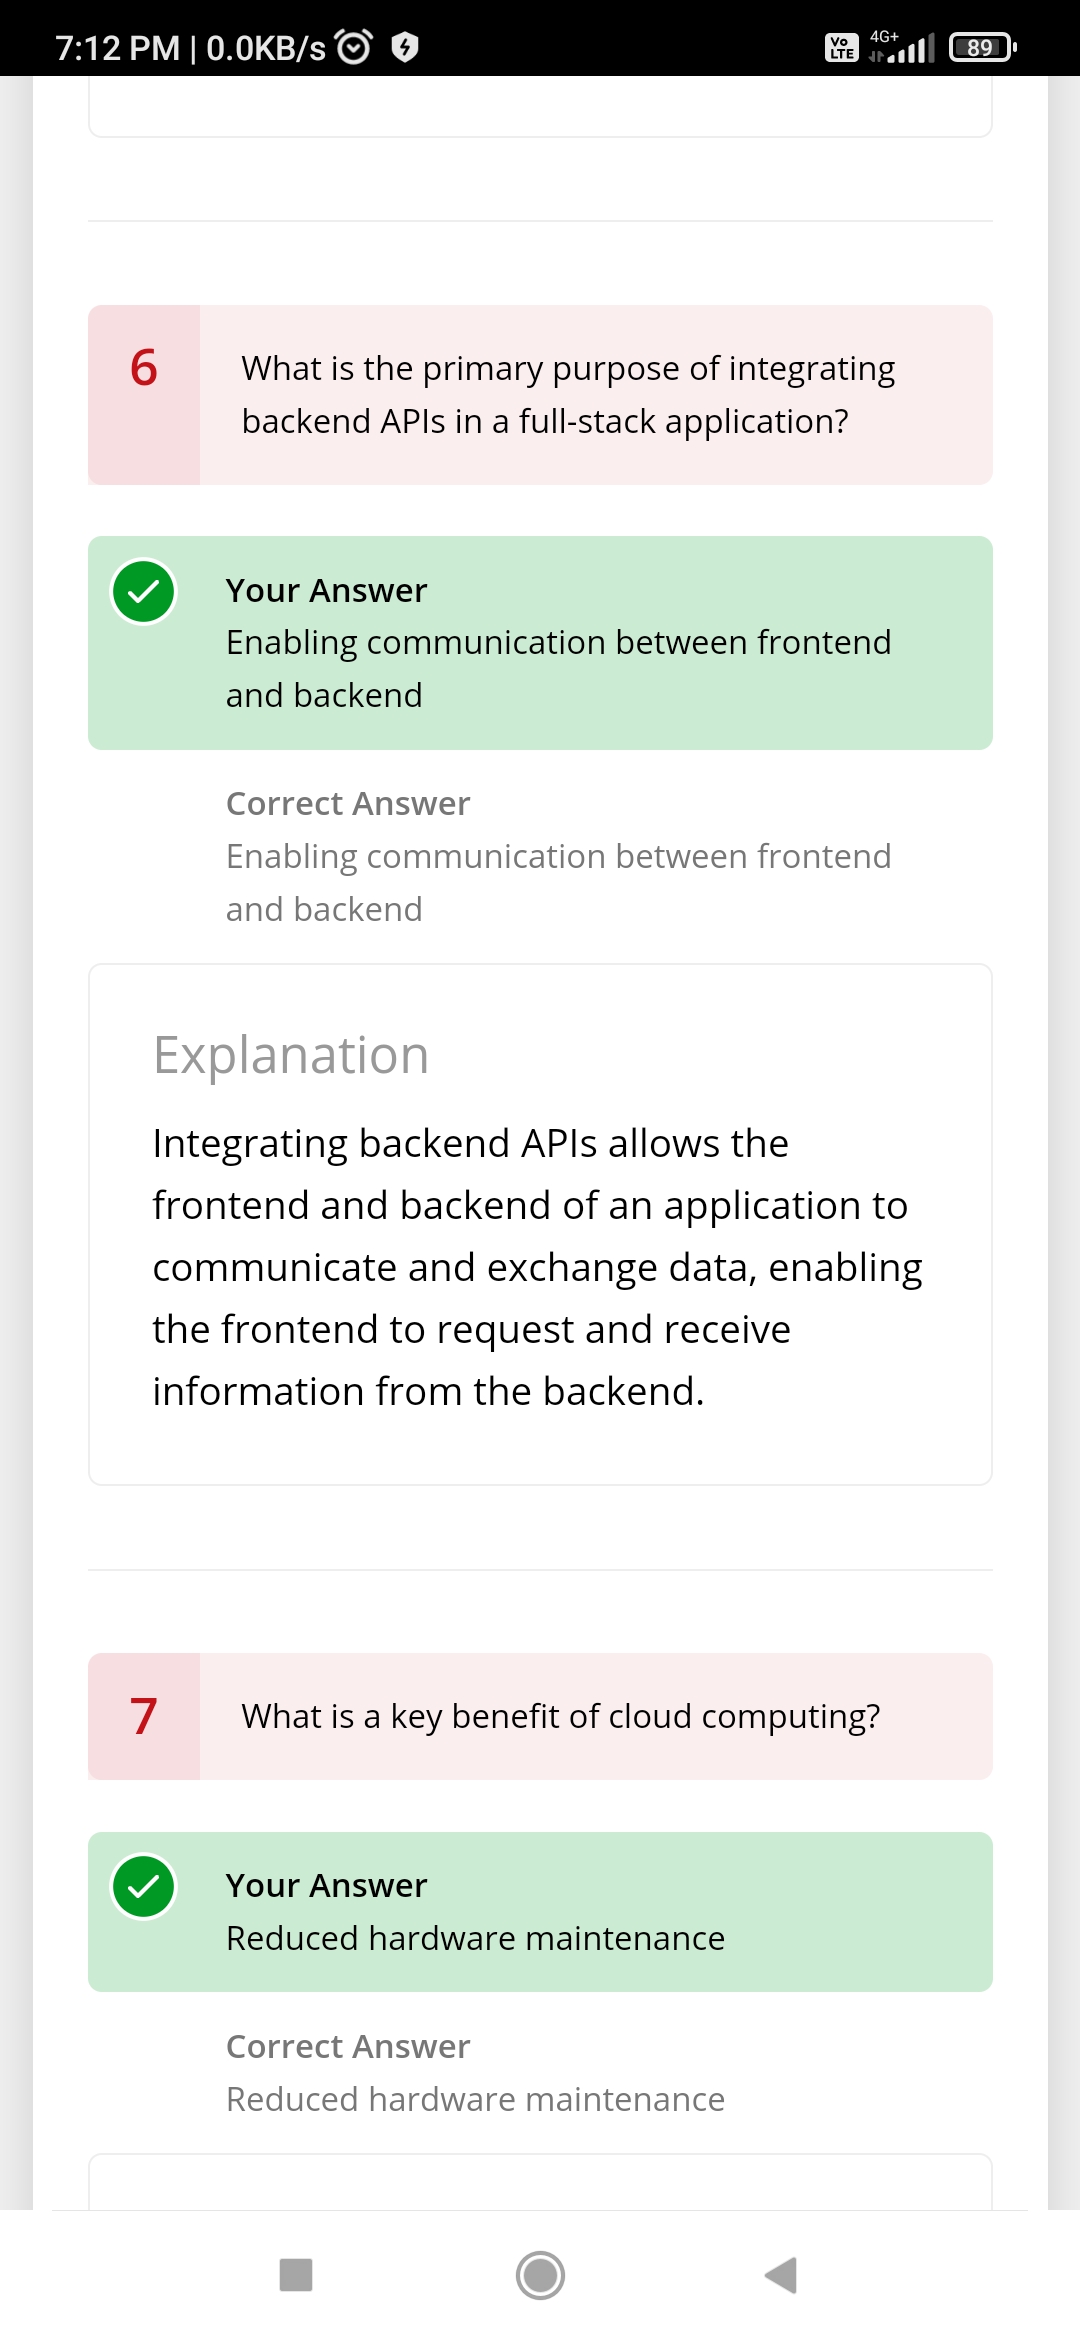 7:12 PM | 0.0KB/s
Vo LTE 4G+ 89
6
What is the primary purpose of integrating
backend APIs in a full-stack application?
Your Answer
Enabling communication between frontend
and backend
Correct Answer
Enabling communication between frontend
and backend
Explanation
Integrating backend APIs allows the
frontend and backend of an application to
communicate and exchange data, enabling
the frontend to request and receive
information from the backend.
7
What is a key benefit of cloud computing?
Your Answer
Reduced hardware maintenance
Correct Answer
Reduced hardware maintenance